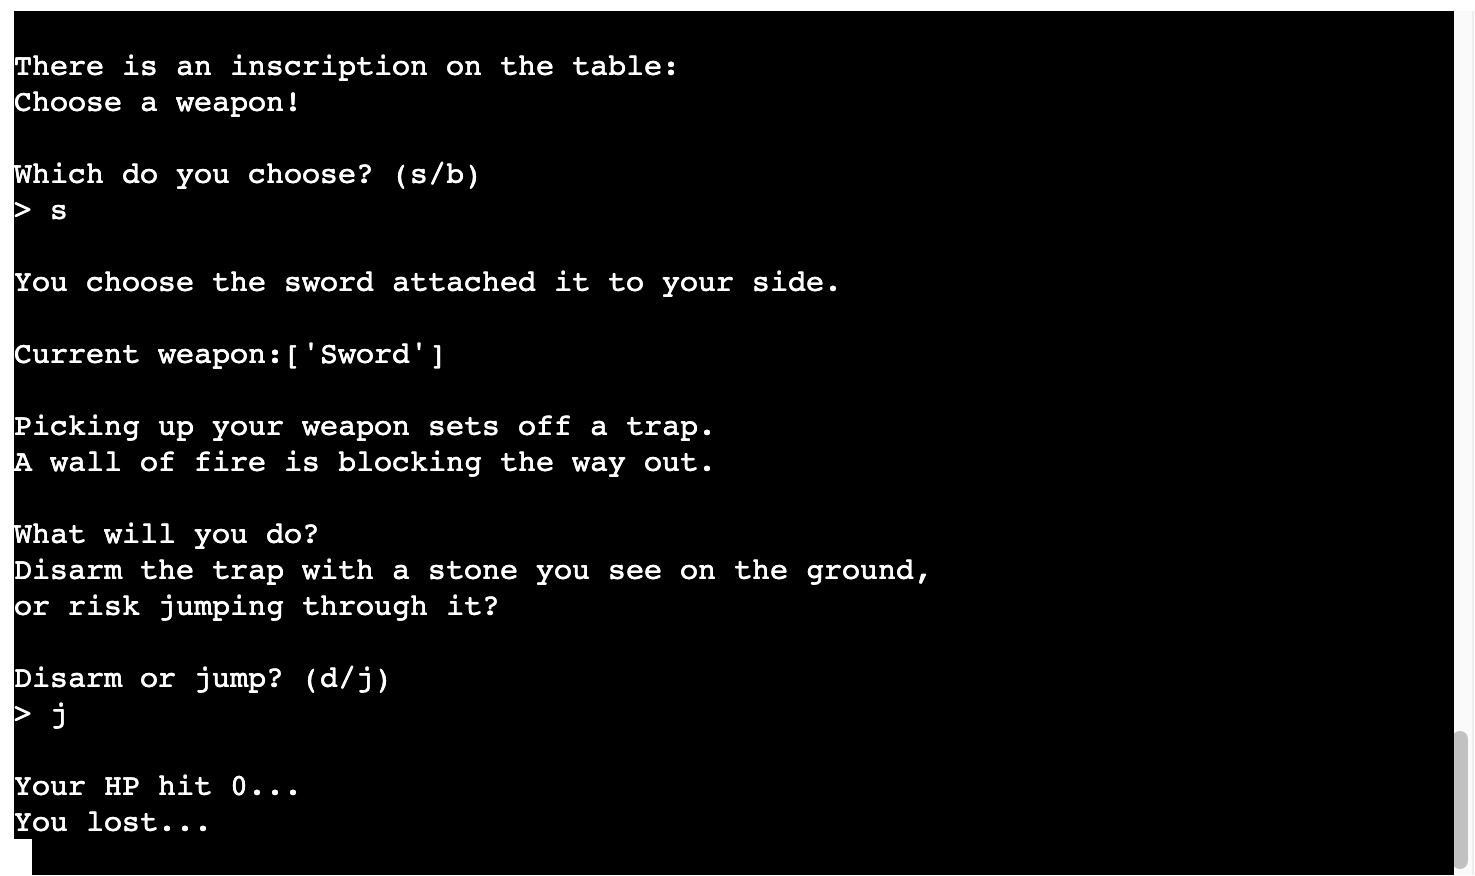 There is an inscription on the table:
Choose a weapon!
Which do you choose? (s/b)
> s
You choose the sword attached it to your side.
Current weapon:['Sword']
Picking up your weapon sets off a trap.
A wall of fire is blocking the way out.
What will you do?
Disarm the trap with a stone you see on the ground,
or risk jumping through it?
Disarm or jump? (d/j)
> j
Your HP hit 0...
You lost...